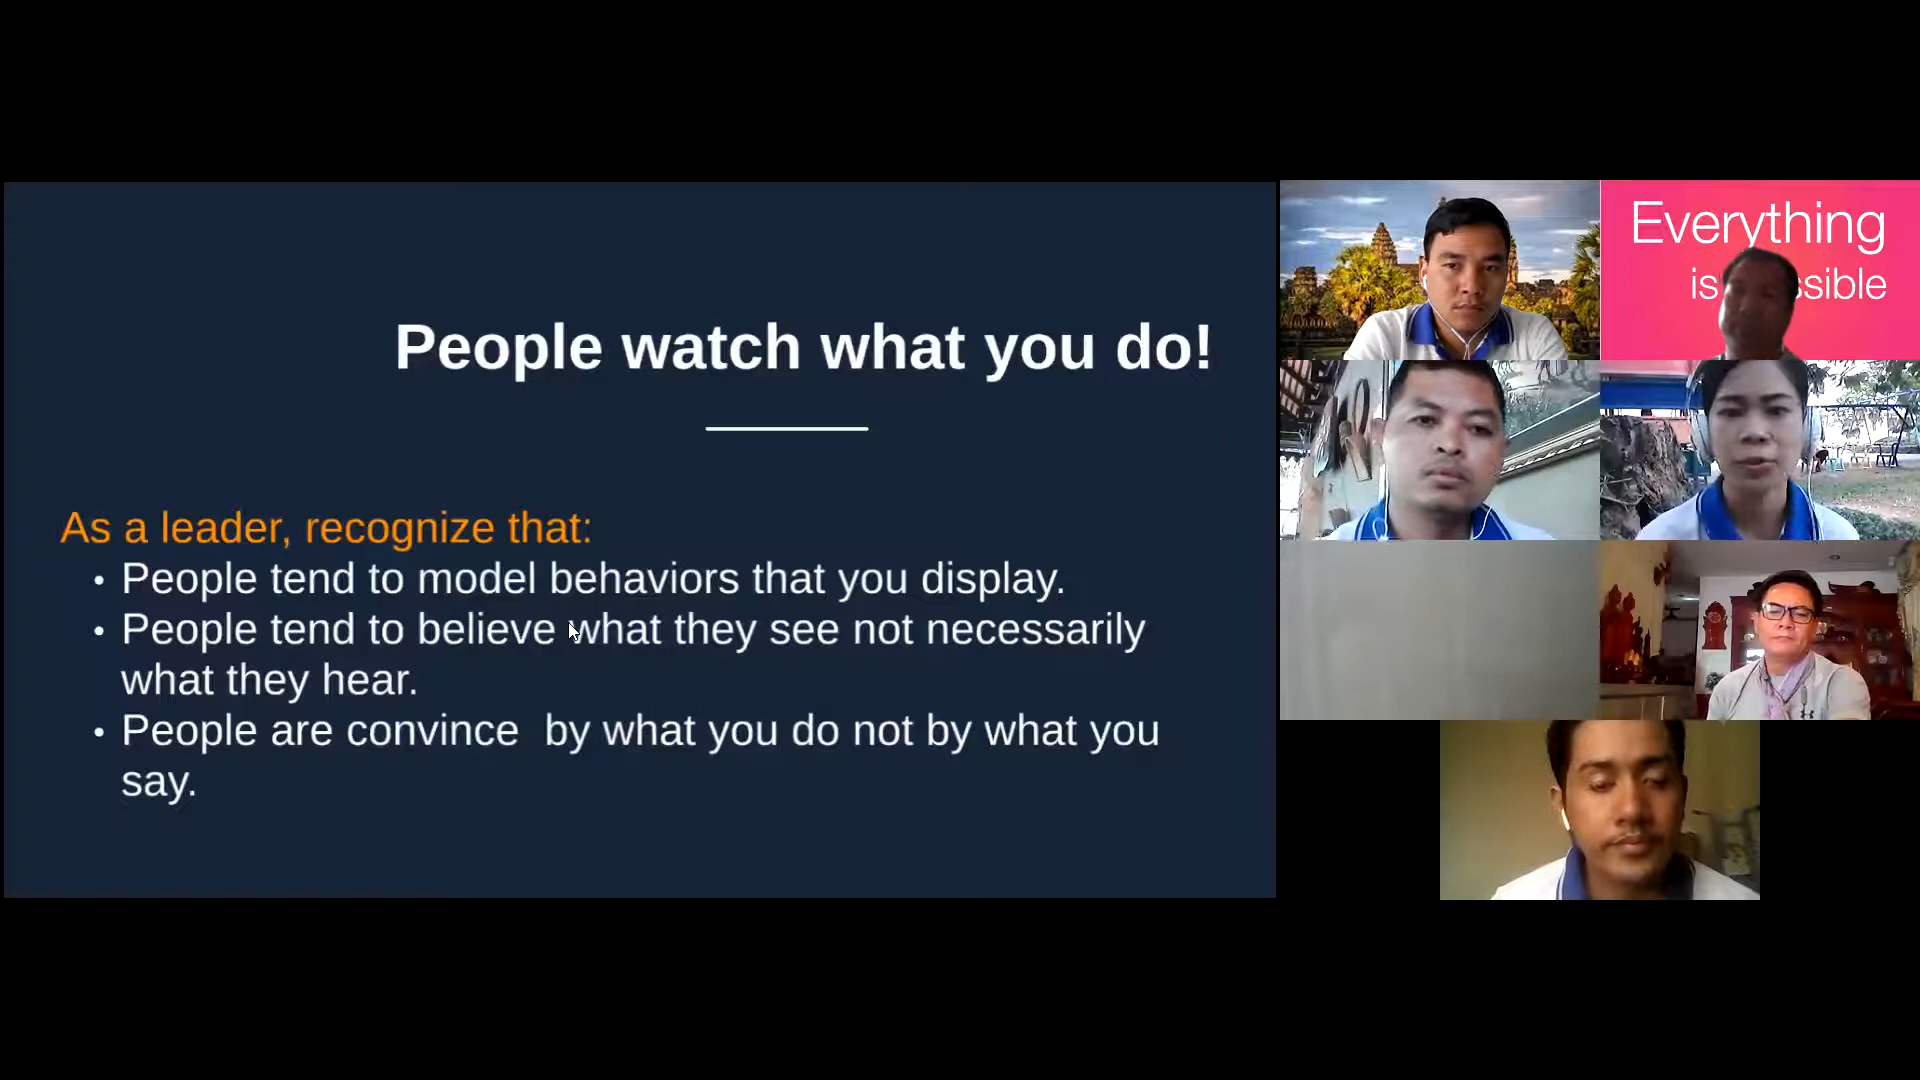 People watch what you do!
As a leader, recognize that:
• People tend to model behaviors that you display.
• People tend to believe what they see not necessarily
what they hear.
• People are convince  by what you do not by what you
say.
Everything
is ssible